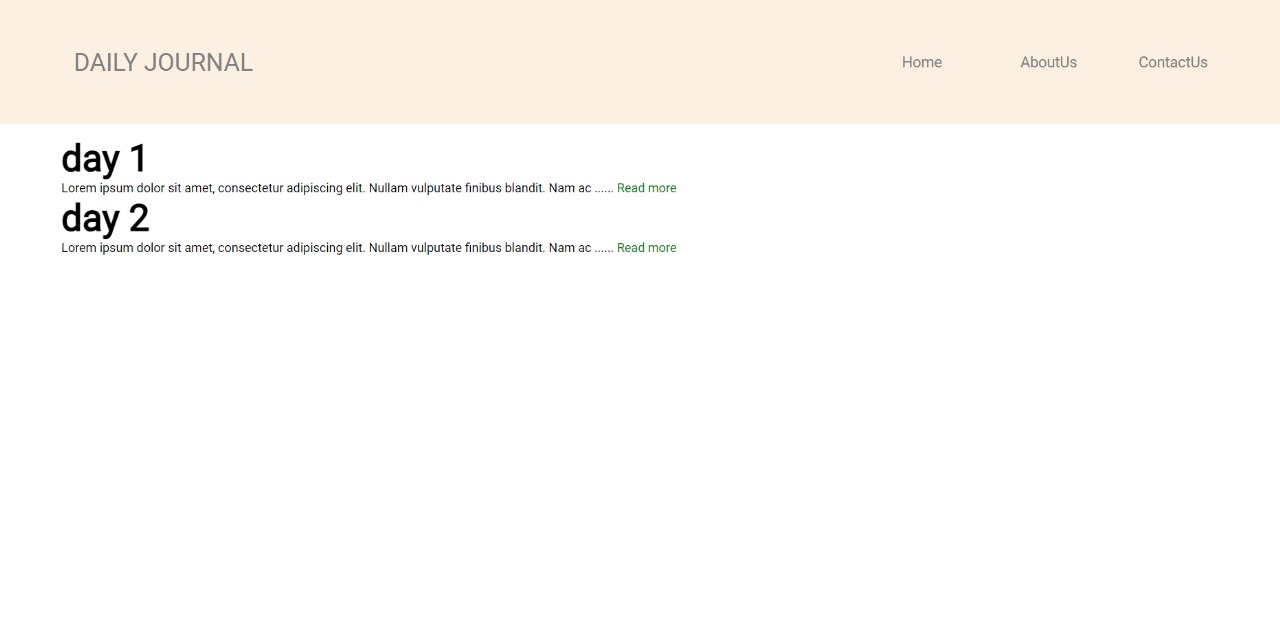 DAILY JOURNAL Home AboutUs ContactUs
day 1
Lorem ipsum dolor sit amet, consectetur adipiscing elit. Nullam vulputate finibus blandit. Nam ac ...... Read more
day 2
Lorem ipsum dolor sit amet, consectetur adipiscing elit. Nullam vulputate finibus blandit. Nam ac ...... Read more